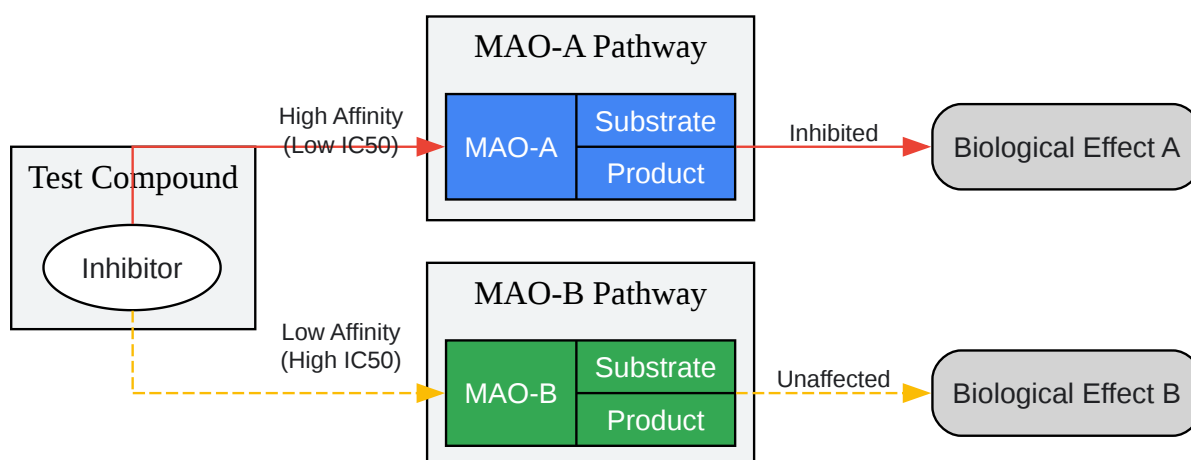 MAO-A Pathway
High Affinity
(Low IC50)
MAO-A
Substrate
Product
Inhibited
Biological Effect A
Test Compound
Inhibitor
MAO-B Pathway
Low Affinity
(High IC50)
MAO-B
Substrate
Product
Unaffected
Biological Effect B